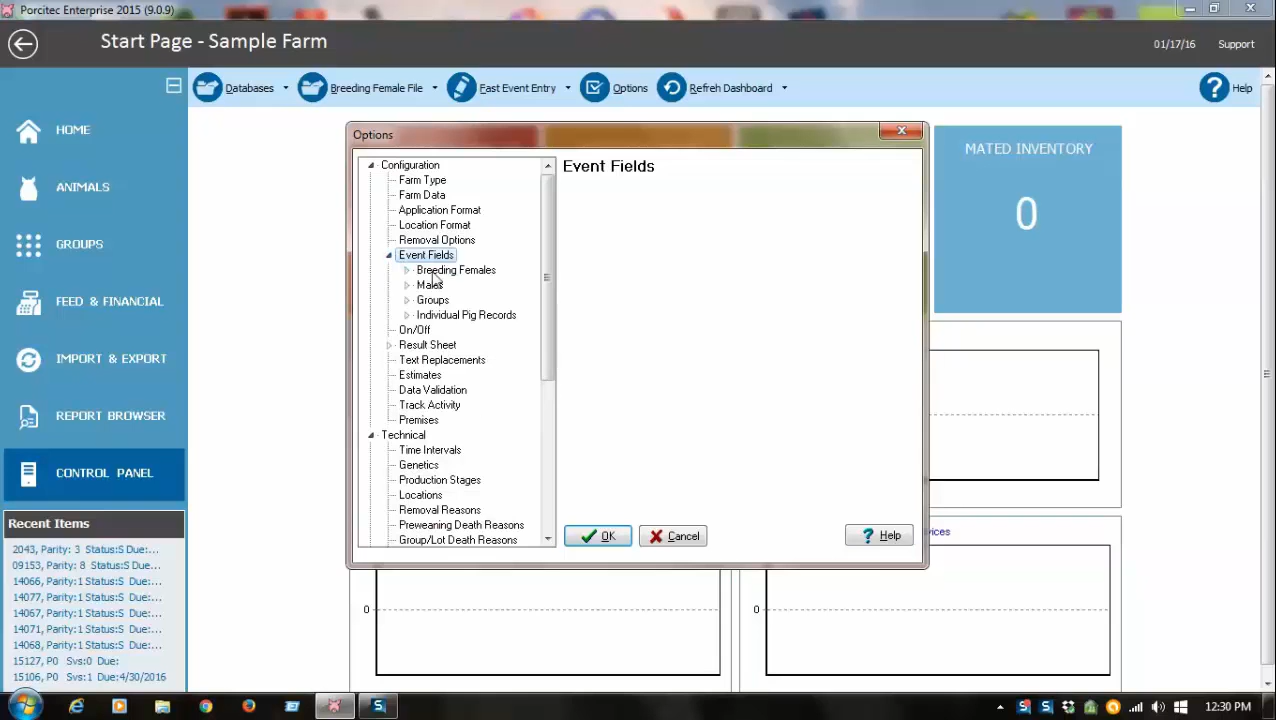 Porcitec Enterprise 2015 (9.0.9)
Start Page - Sample Farm
01/17/16
Support
Databases
Breeding Female File
Fast Event Entry
Options
Refreh Dashboard
Help
HOME
ANIMALS
GROUPS
FEED & FINANCIAL
IMPORT & EXPORT
REPORT BROWSER
CONTROL PANEL
Recent Items
2043, Parity: 3 Status:S Due:...
09153, Parity: 8 Status:S Due...
14066, Parity:1 Status:S Due:...
14077, Parity:1 Status:S Due:...
14067, Parity:1 Status:S Due:...
14071, Parity:1 Status:S Due:...
14068, Parity:1 Status:S Due:...
15127, P0 Svs:0 Due:
15106, P0 Svs:1 Due:4/30/2016
Options
Configuration
Farm Type
Farm Data
Application Format
Location Format
Removal Options
Event Fields
Breeding Females
Males
Groups
Individual Pig Records
On/Off
Result Sheet
Text Replacements
Estimates
Data Validation
Track Activity
Premises
Technical
Time Intervals
Genetics
Production Stages
Locations
Removal Reasons
Preweaning Death Reasons
Group/Lot Death Reasons
Event Fields
OK
Cancel
Help
MATED INVENTORY
0
vices
0
0
12:30 PM